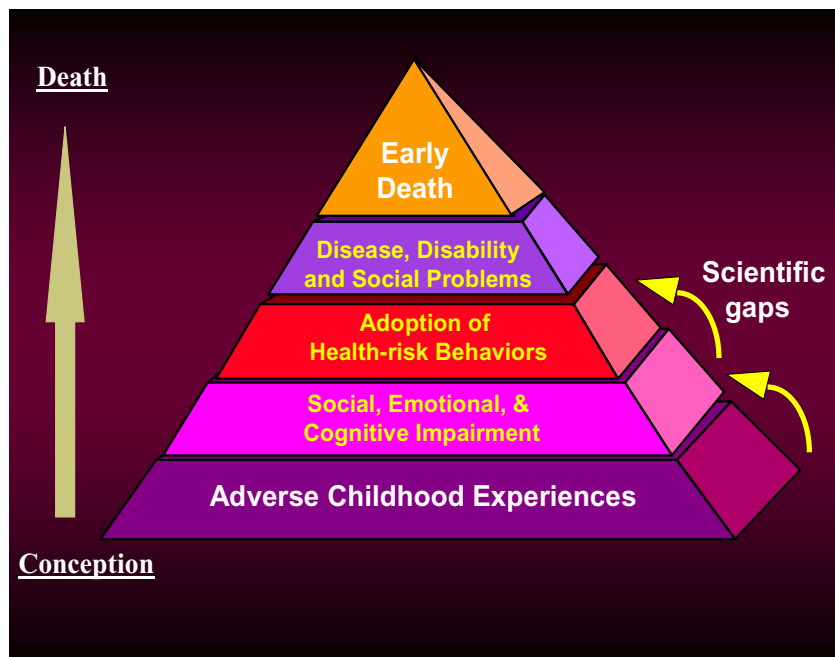 Death
Early
Death
Disease, Disability
and Social Problems
Scientific
gaps
Adoption of
Health-risk Behaviors
Social, Emotional, &
Cognitive Impairment
Adverse Childhood Experiences
Conception